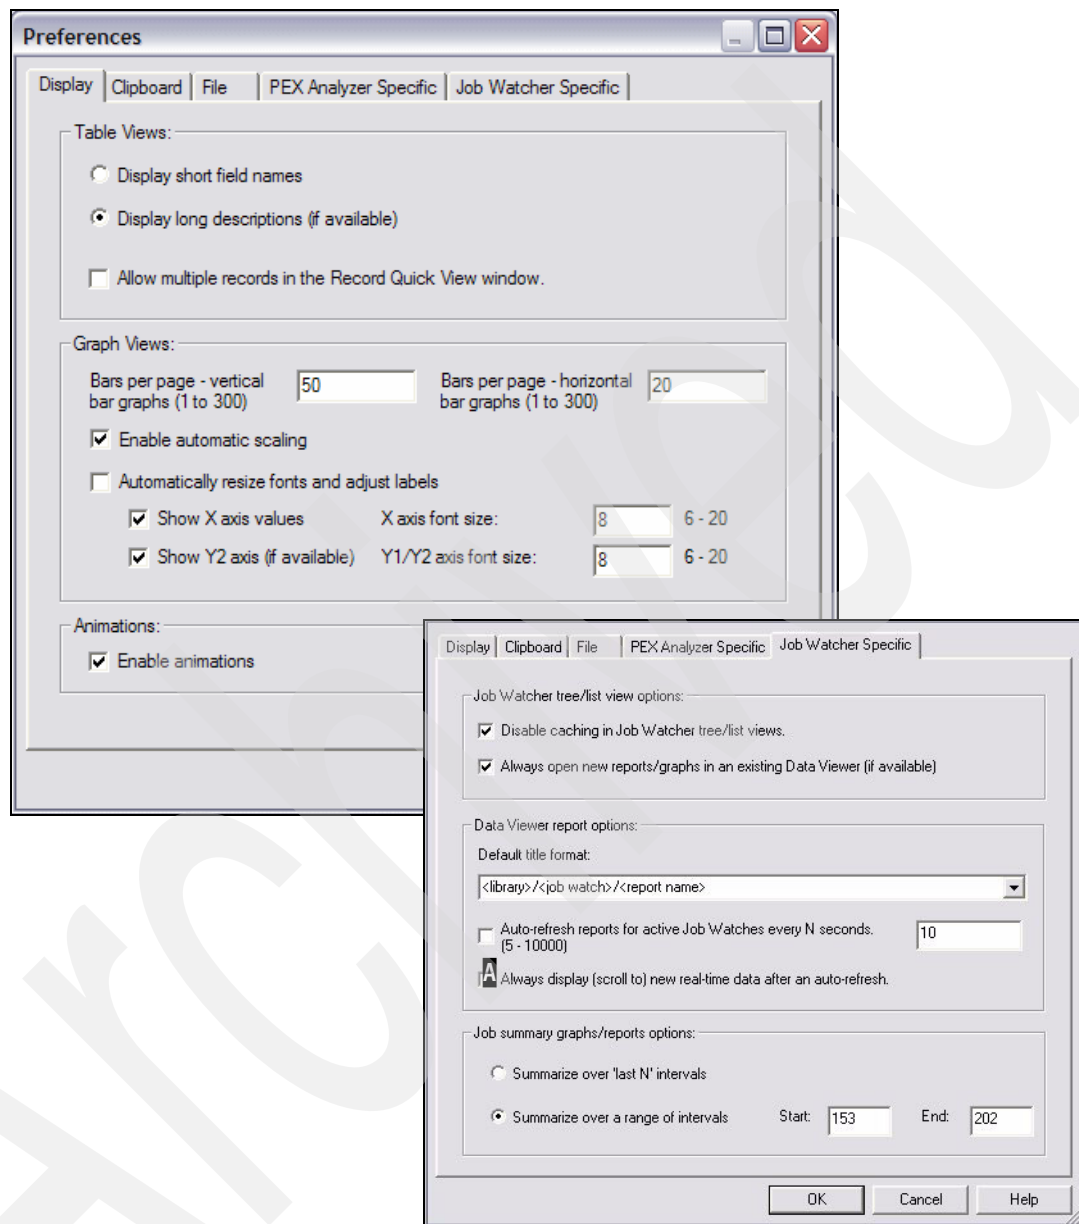 Preferences
Display Clipboard File PEX Analyzer Specific Job Watcher Specific
Table Views:
Display short field names
Display long descriptions (if available)
Allow multiple records in the Record Quick View window.
Graph Views:
Bars per page - vertical bar graphs (1 to 300) 50 Bars per page - horizontal bar graphs (1 to 300) 20
Enable automatic scaling
Automatically resize fonts and adjust labels
Show X axis values X axis font size: 8 6 - 20
Show Y2 axis (if available) Y1/Y2 axis font size: 8 6 - 20
Animations:
Enable animations
Display Clipboard File PEX Analyzer Specific Job Watcher Specific
Job Watcher tree/list view options:
Disable caching in Job Watcher tree/list views.
Always open new reports/graphs in an existing Data Viewer (if available)
Data Viewer report options:
Default title format:
<library>/<job watch>/<report name>
Auto-refresh reports for active Job Watches every N seconds. 10
(5 - 10000)
A Always display (scroll to) new real-time data after an auto-refresh.
Job summary graphs/reports options:
Summarize over 'last N' intervals
Summarize over a range of intervals Start: 153 End: 202
OK Cancel Help
Archived